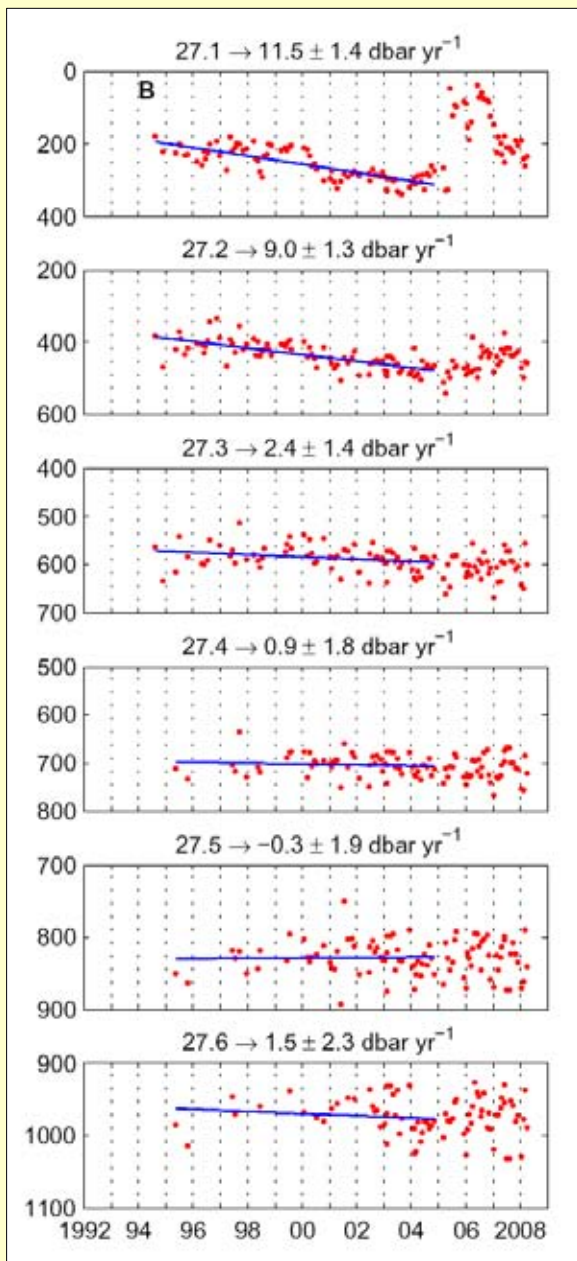 27.1 → 11.5 ± 1.4 dbar yr⁻¹
B
0
200
400
27.2 → 9.0 ± 1.3 dbar yr⁻¹
200
400
600
27.3 → 2.4 ± 1.4 dbar yr⁻¹
400
500
600
700
27.4 → 0.9 ± 1.8 dbar yr⁻¹
500
600
700
800
27.5 → −0.3 ± 1.9 dbar yr⁻¹
700
800
900
27.6 → 1.5 ± 2.3 dbar yr⁻¹
900
1000
1100
1992 94 96 98 00 02 04 06 2008